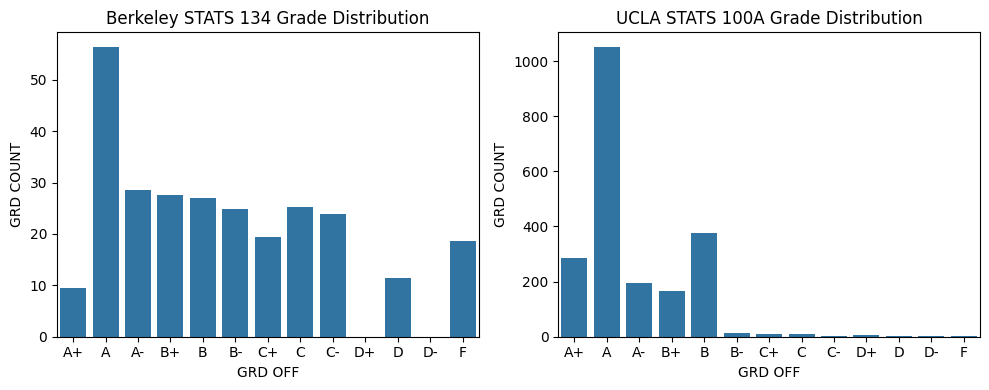 Berkeley STATS 134 Grade Distribution
GRD COUNT
50
40
30
20
10
0
A+ A A- B+ B B- C+ C C- D+ D D- F
GRD OFF
UCLA STATS 100A Grade Distribution
GRD COUNT
1000
800
600
400
200
0
A+ A A- B+ B B- C+ C C- D+ D D- F
GRD OFF